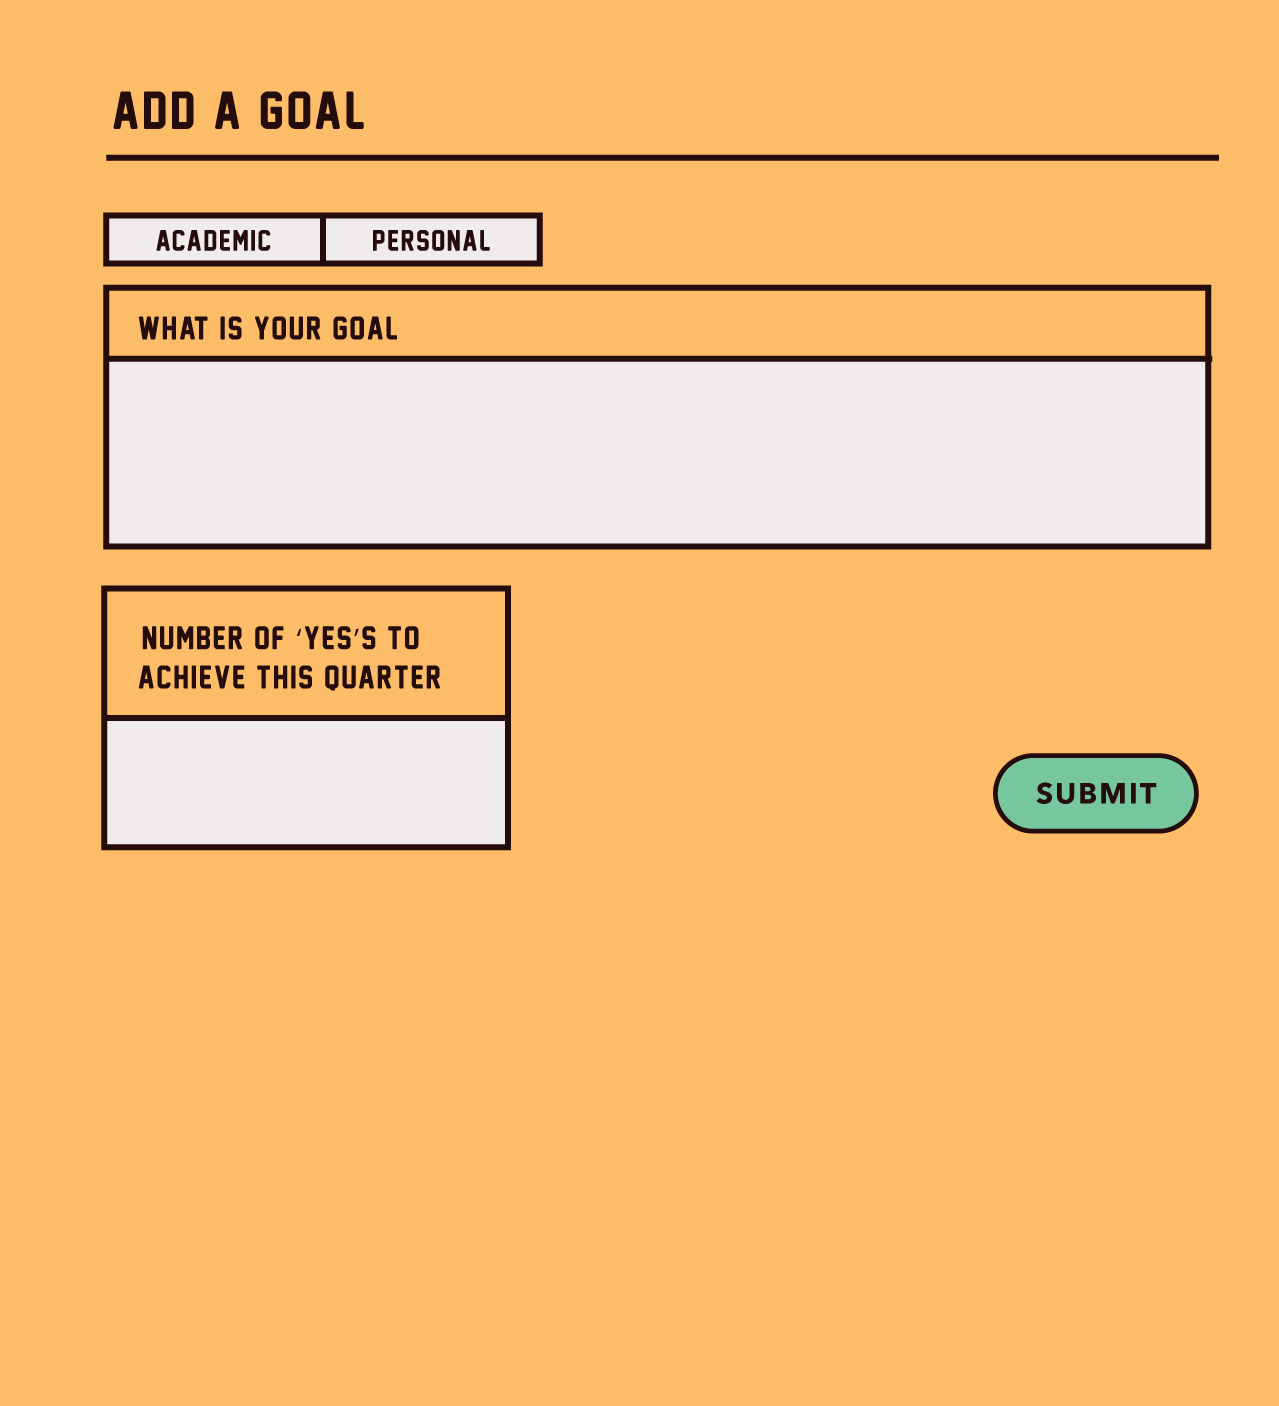 ADD A GOAL
ACADEMIC
PERSONAL
WHAT IS YOUR GOAL
NUMBER OF ‘YES’S TO
ACHIEVE THIS QUARTER
SUBMIT